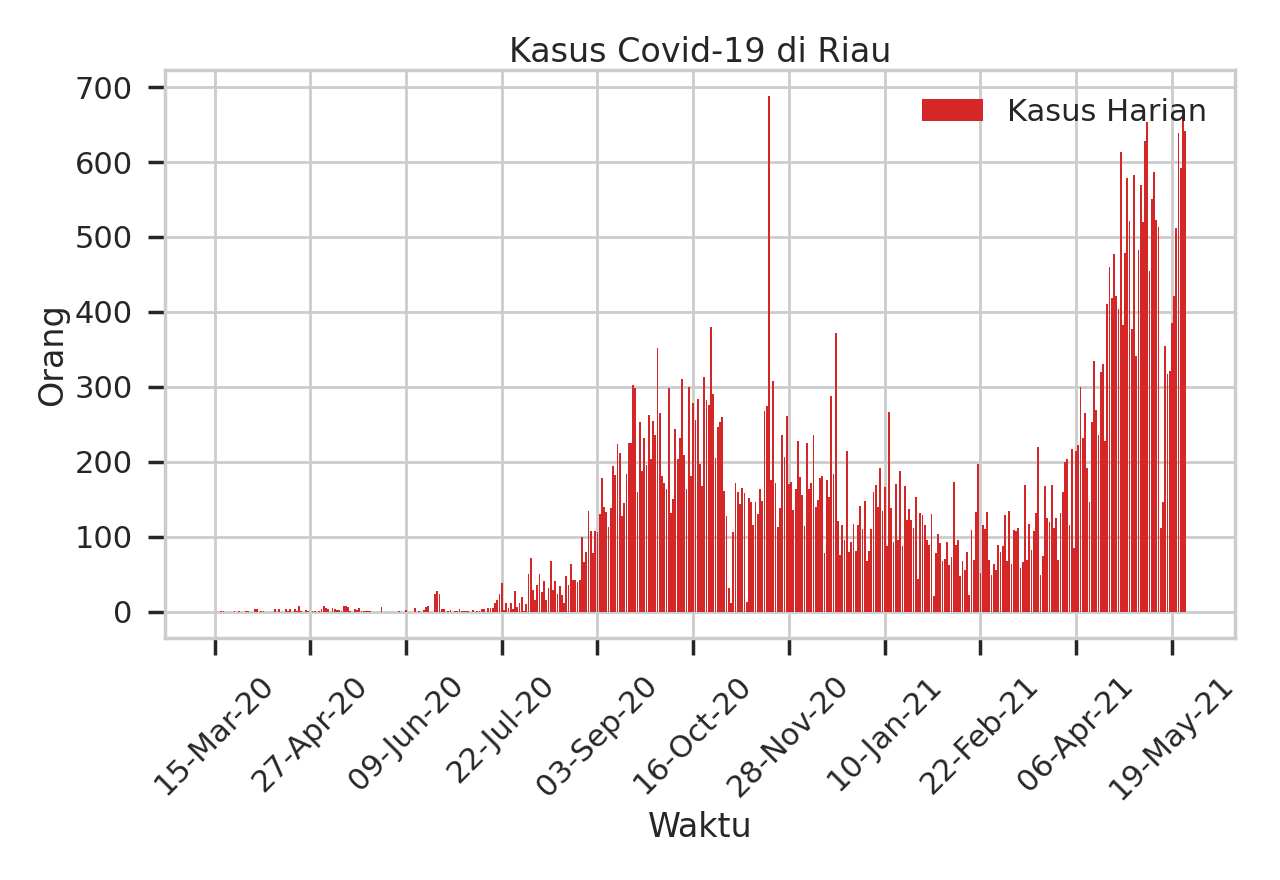 Kasus Covid-19 di Riau
Kasus Harian
Orang
700
600
500
400
300
200
100
0
15-Mar-20
27-Apr-20
09-Jun-20
22-Jul-20
03-Sep-20
16-Oct-20
28-Nov-20
10-Jan-21
22-Feb-21
06-Apr-21
19-May-21
Waktu